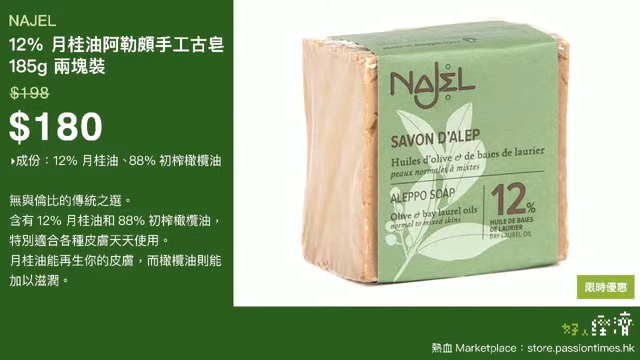 NAJEL
12% 月桂油阿勒頗手工古皂
185g 兩塊裝
$198
$180
▸成份：12% 月桂油、88% 初榨橄欖油
無與倫比的傳統之選。
含有 12% 月桂油和 88% 初榨橄欖油，
特別適合各種皮膚天天使用。
月桂油能再生你的皮膚，而橄欖油則能
加以滋潤。
NAJEL
SAVON D'ALEP
Huiles d'olive & de baies de laurier
peaux normales à mixtes
ALEPPO SOAP
Olive & bay laurel oils
normal to mixed skins
12%
HUILE DE BAIES
DE LAURIER
BAY LAUREL OIL
限時優惠
好人經濟
熱血 Marketplace：store.passiontimes.hk